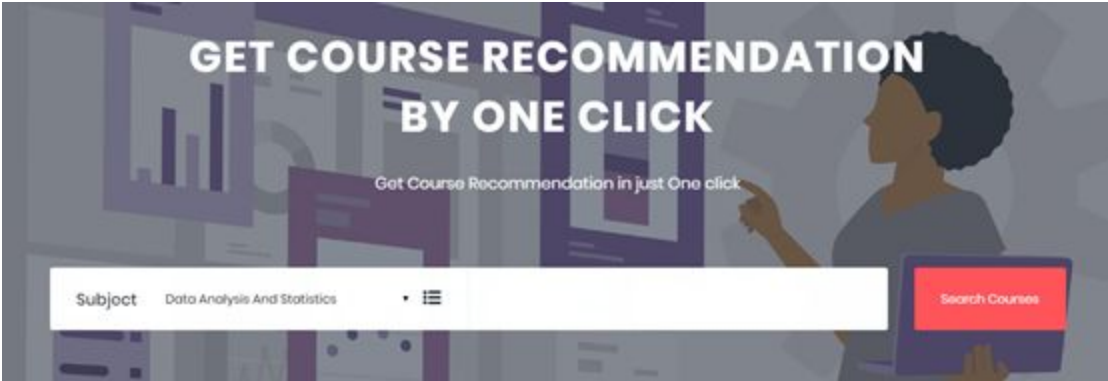 GET COURSE RECOMMENDATION
BY ONE CLICK
Get Course Recommendation in just One click
Subject Data Analysis And Statistics
Search Courses